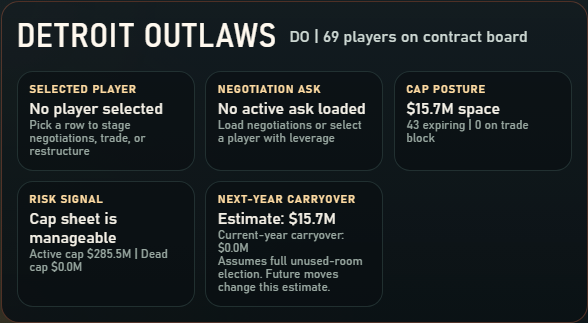 DETROIT OUTLAWS
DO | 69 players on contract board
SELECTED PLAYER
No player selected
Pick a row to stage
negotiations, trade, or
restructure
NEGOTIATION ASK
No active ask loaded
Load negotiations or select
a player with leverage
CAP POSTURE
$15.7M space
43 expiring | 0 on trade
block
RISK SIGNAL
Cap sheet is
manageable
Active cap $285.5M | Dead
cap $0.0M
NEXT-YEAR CARRYOVER
Estimate: $15.7M
Current-year carryover:
$0.0M
Assumes full unused-room
election. Future moves
change this estimate.